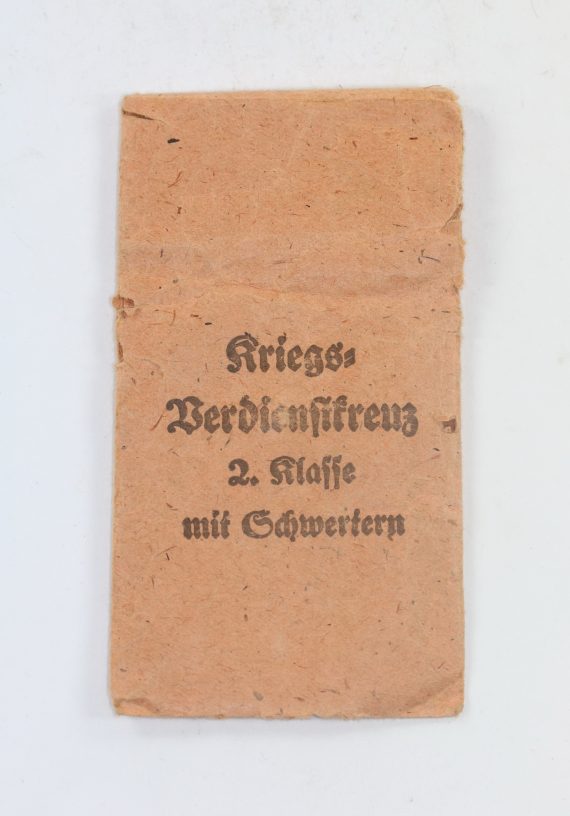 Kriegs-
Verdienstkreuz
2. Klasse
mit Schwertern